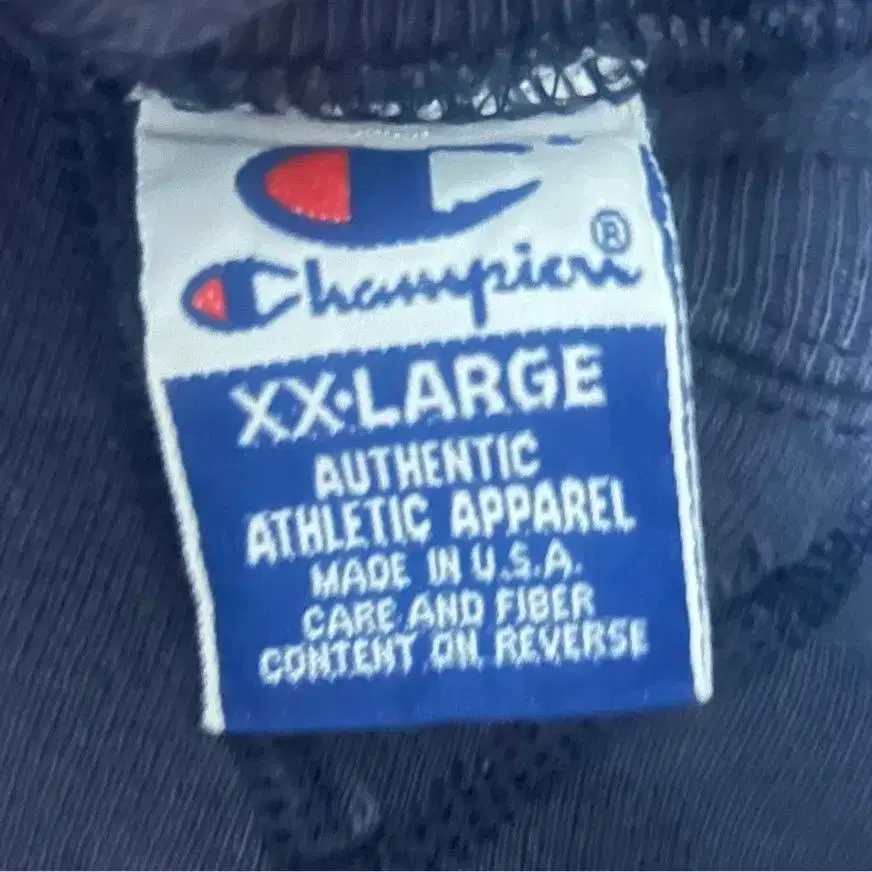 Champion®
XX·LARGE
AUTHENTIC
ATHLETIC APPAREL
MADE IN U.S.A.
CARE AND FIBER
CONTENT ON REVERSE